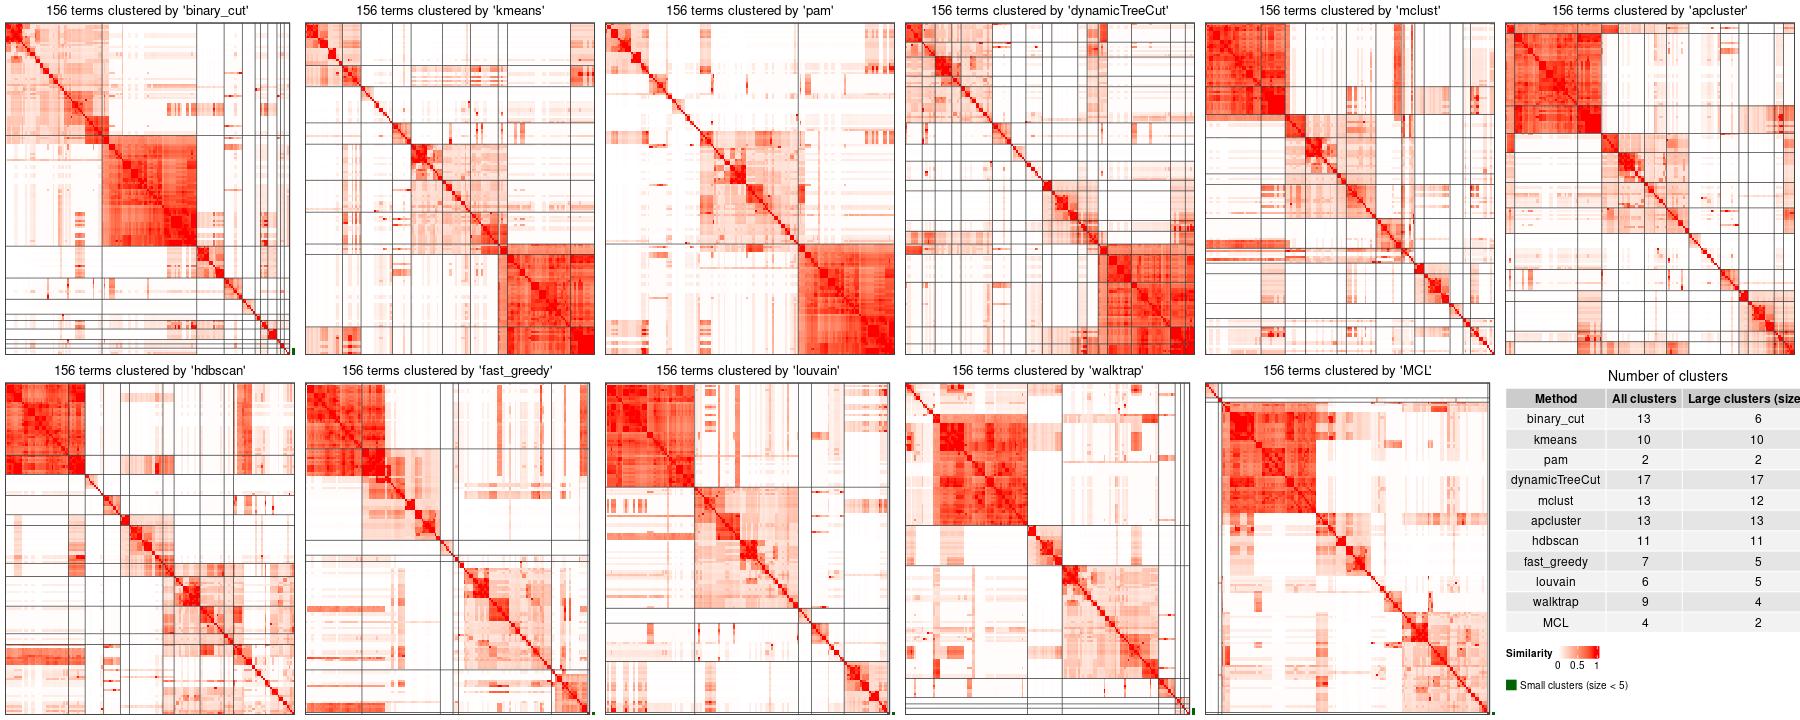 156 terms clustered by 'binary_cut'
156 terms clustered by 'kmeans'
156 terms clustered by 'pam'
156 terms clustered by 'dynamicTreeCut'
156 terms clustered by 'mclust'
156 terms clustered by 'apcluster'
156 terms clustered by 'hdbscan'
156 terms clustered by 'fast_greedy'
156 terms clustered by 'louvain'
156 terms clustered by 'walktrap'
156 terms clustered by 'MCL'
Number of clusters
Method All clusters Large clusters (size
binary_cut 13 6
kmeans 10 10
pam 2 2
dynamicTreeCut 17 17
mclust 13 12
apcluster 13 13
hdbscan 11 11
fast_greedy 7 5
louvain 6 5
walktrap 9 4
MCL 4 2
Similarity
0 0.5 1
Small clusters (size < 5)